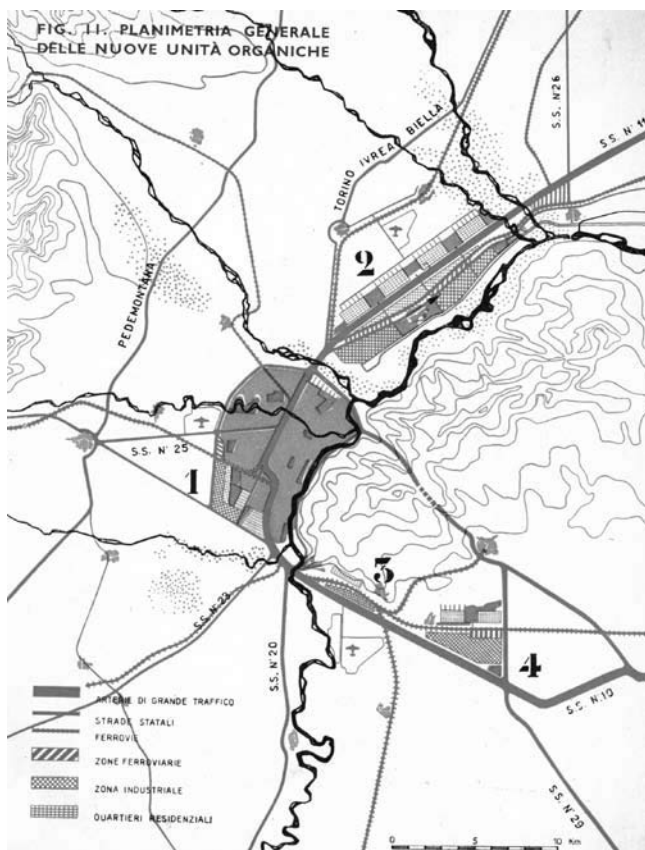 FIG. 11. PLANIMETRIA GENERALE
DELLE NUOVE UNITÀ ORGANICHE
S.S. N°26
S.S. N° 11
TORINO IVREA BIELLA
2
PEDEMONTANA
S.S. N° 25
1
3
S.S. N°23
4
S.S. N°20
S.S. N°10
S.S. N°29
ARTERIE DI GRANDE TRAFFICO
STRADE STATALI
FERROVIE
ZONE FERROVIARIE
ZONA INDUSTRIALE
QUARTIERI RESIDENZIALI
0 5 10 Km